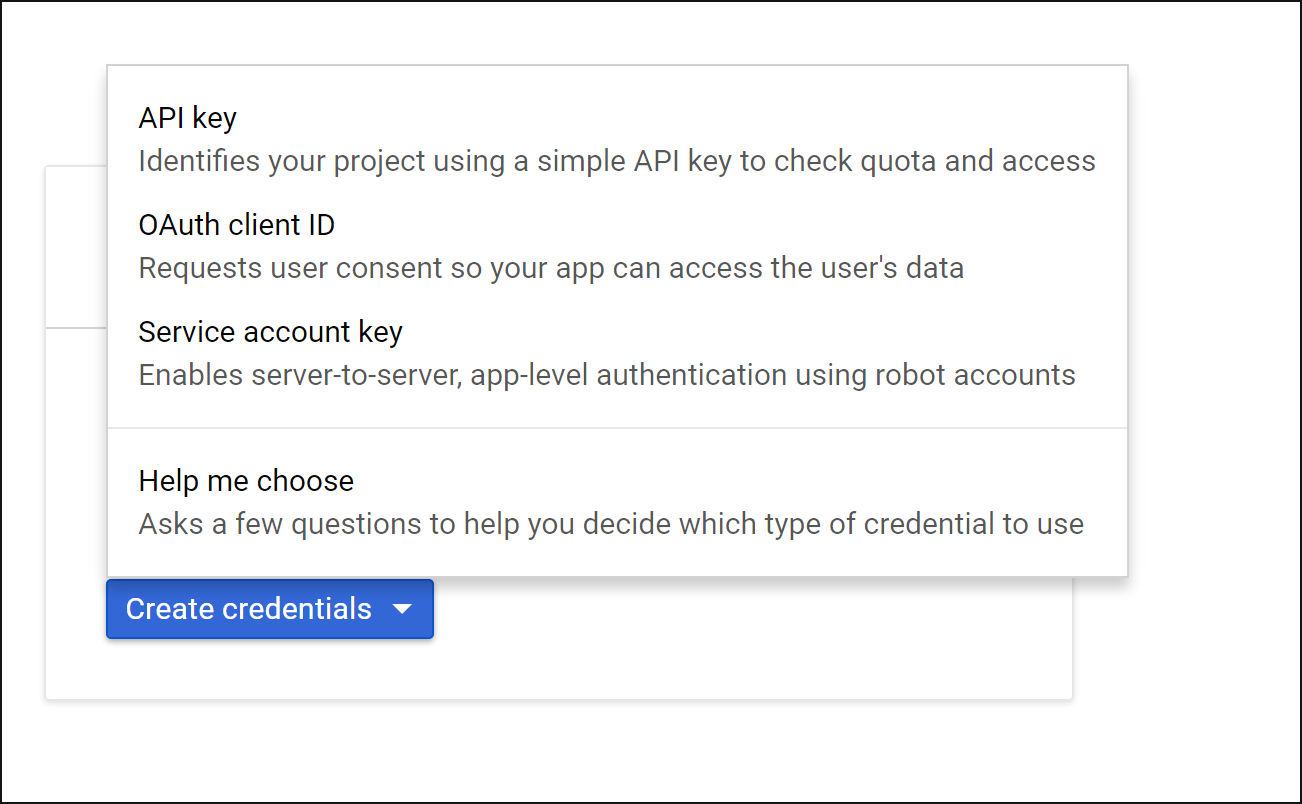 API key
Identifies your project using a simple API key to check quota and access
OAuth client ID
Requests user consent so your app can access the user's data
Service account key
Enables server-to-server, app-level authentication using robot accounts
Help me choose
Asks a few questions to help you decide which type of credential to use
Create credentials